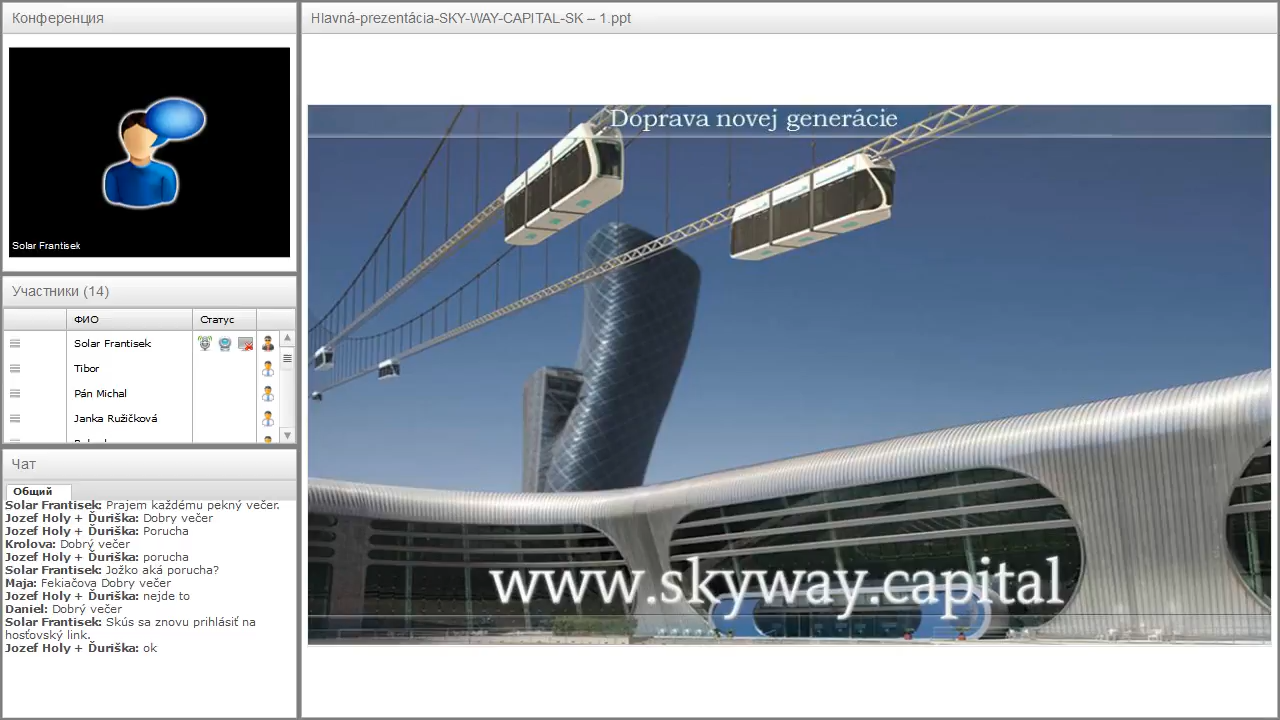 Конференция
Solar Frantisek
Участники (14)
ФИО Статус
Solar Frantisek
Tibor
Pán Michal
Janka Ružičková
Чат
Общий
Solar Frantisek: Prajem každému pekný večer.
Jozef Holy + Ďuriška: Dobry večer
Jozef Holy + Ďuriška: Porucha
Krolova: Dobrý večer
Jozef Holy + Ďuriška: porucha
Solar Frantisek: Jožko aká porucha?
Maja: Fekiačova Dobry večer
Jozef Holy + Ďuriška: nejde to
Daniel: Dobrý večer
Solar Frantisek: Skús sa znovu prihlásiť na
hosťovský link.
Jozef Holy + Ďuriška: ok
Hlavná-prezentácia-SKY-WAY-CAPITAL-SK – 1.ppt
Doprava novej generácie
www.skyway.capital